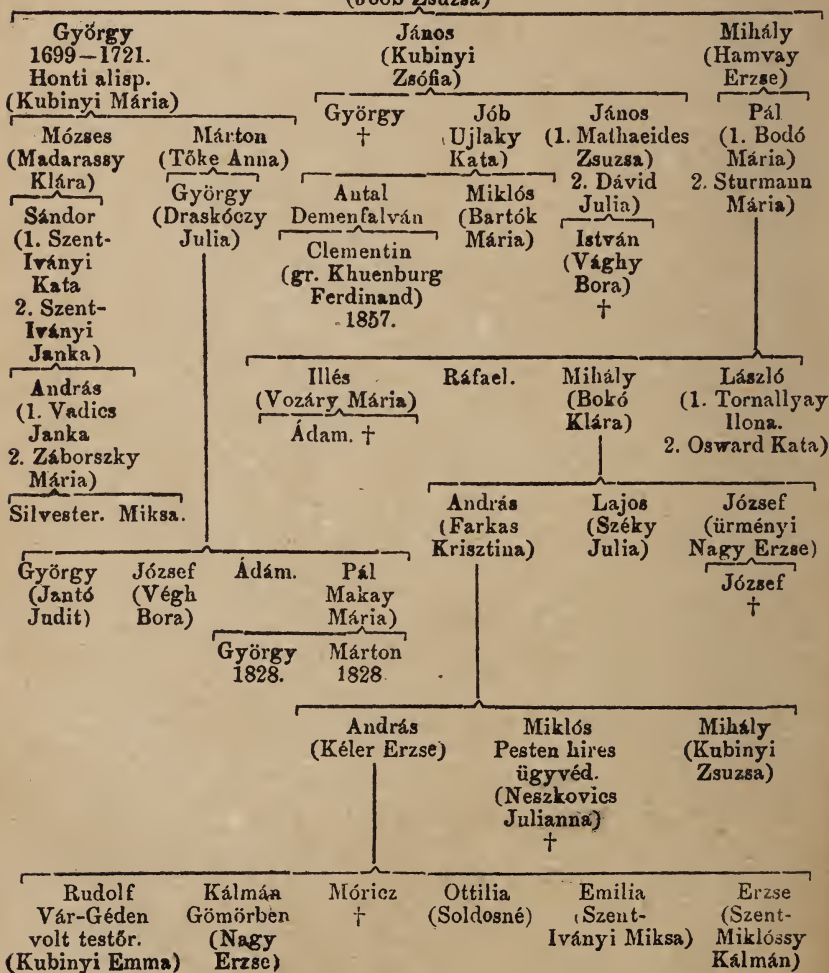 (Joób Zsuzsa)
György
1699—1721.
Honti alisp.
(Kubinyi Mária)
János
(Kubinyi
Zsófia)
Mihály
(Hamvay
Erzse)
Mózses
(Madarassy
Klára)
Márton
(Tőke Anna)
György
†
Jób
(Ujlaky
Kata)
János
(1. Mathaeides
Zsuzsa)
2. Dávid
Julia)
Pál
(1. Bodó
Mária)
2. Sturmann
Mária)
Sándor
(1. Szent-
Iványi
Kata
2. Szent-
Iványi
Janka)
György
(Draskóczy
Julia)
Autal
Demenfalván
Miklós
(Bartók
Mária)
Clementin
(gr. Khuenburg
Ferdinand)
1857.
István
(Vághy
Bora)
†
András
(1. Vadics
Janka
2. Záborszky
Mária)
Illés
(Vozáry Mária)
Ádam. †
Ráfael.
Mihály
(Bokó
Klára)
László
(1. Tornallyay
Ilona.
2. Osward Kata)
Silvester. Miksa.
András
(Farkas
Krisztina)
Lajos
(Széky
Julia)
József
(ürményi
Nagy Erzse)
József
†
György
(Jantó
Judit)
József
(Végh
Bora)
Ádám.
Pál
Makay
Mária)
György
1828.
Márton
1828
András
(Kéler Erzse)
Miklós
Pesten hires
ügyvéd.
(Neszkovics
Julianna)
†
Mihály
(Kubinyi
Zsuzsa)
Rudolf
Vár-Géden
volt testőr.
(Kubinyi Emma)
Kálmán
Gömörben
(Nagy
Erzse)
Móricz
†
Ottilia
(Soldosné)
Emilia
(Szent-
Iványi Miksa)
Erzse
(Szent-
Miklóssy
Kálmán)